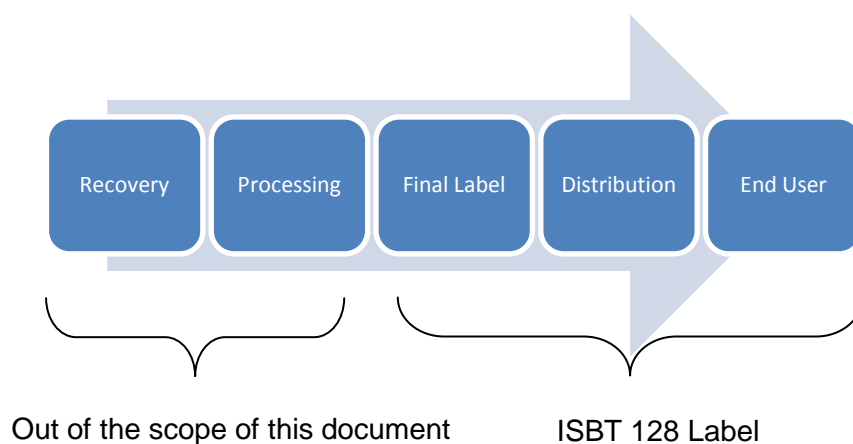 Recovery
Processing
Final Label
Distribution
End User
Out of the scope of this document
ISBT 128 Label